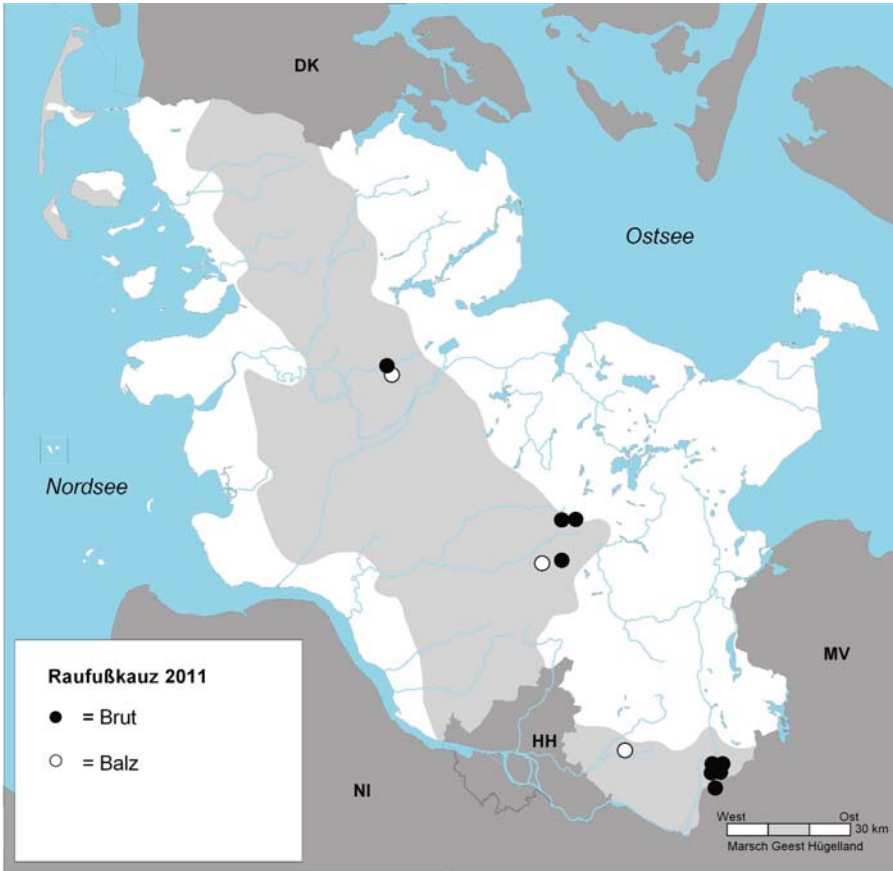 DK
Ostsee
Nordsee
MV
HH
NI
Raufußkauz 2011
= Brut
= Balz
West Ost
30 km
Marsch Geest Hügelland